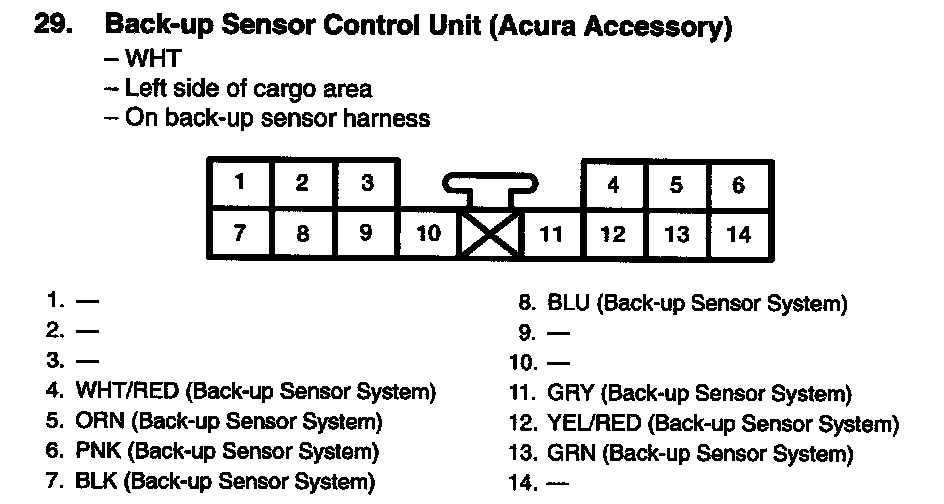 29. Back-up Sensor Control Unit (Acura Accessory)
– WHT
– Left side of cargo area
– On back-up sensor harness
1 2 3 4 5 6
7 8 9 10 11 12 13 14
1. —
2. —
3. —
4. WHT/RED (Back-up Sensor System)
5. ORN (Back-up Sensor System)
6. PNK (Back-up Sensor System)
7. BLK (Back-up Sensor System)
8. BLU (Back-up Sensor System)
9. —
10. —
11. GRY (Back-up Sensor System)
12. YEL/RED (Back-up Sensor System)
13. GRN (Back-up Sensor System)
14. —